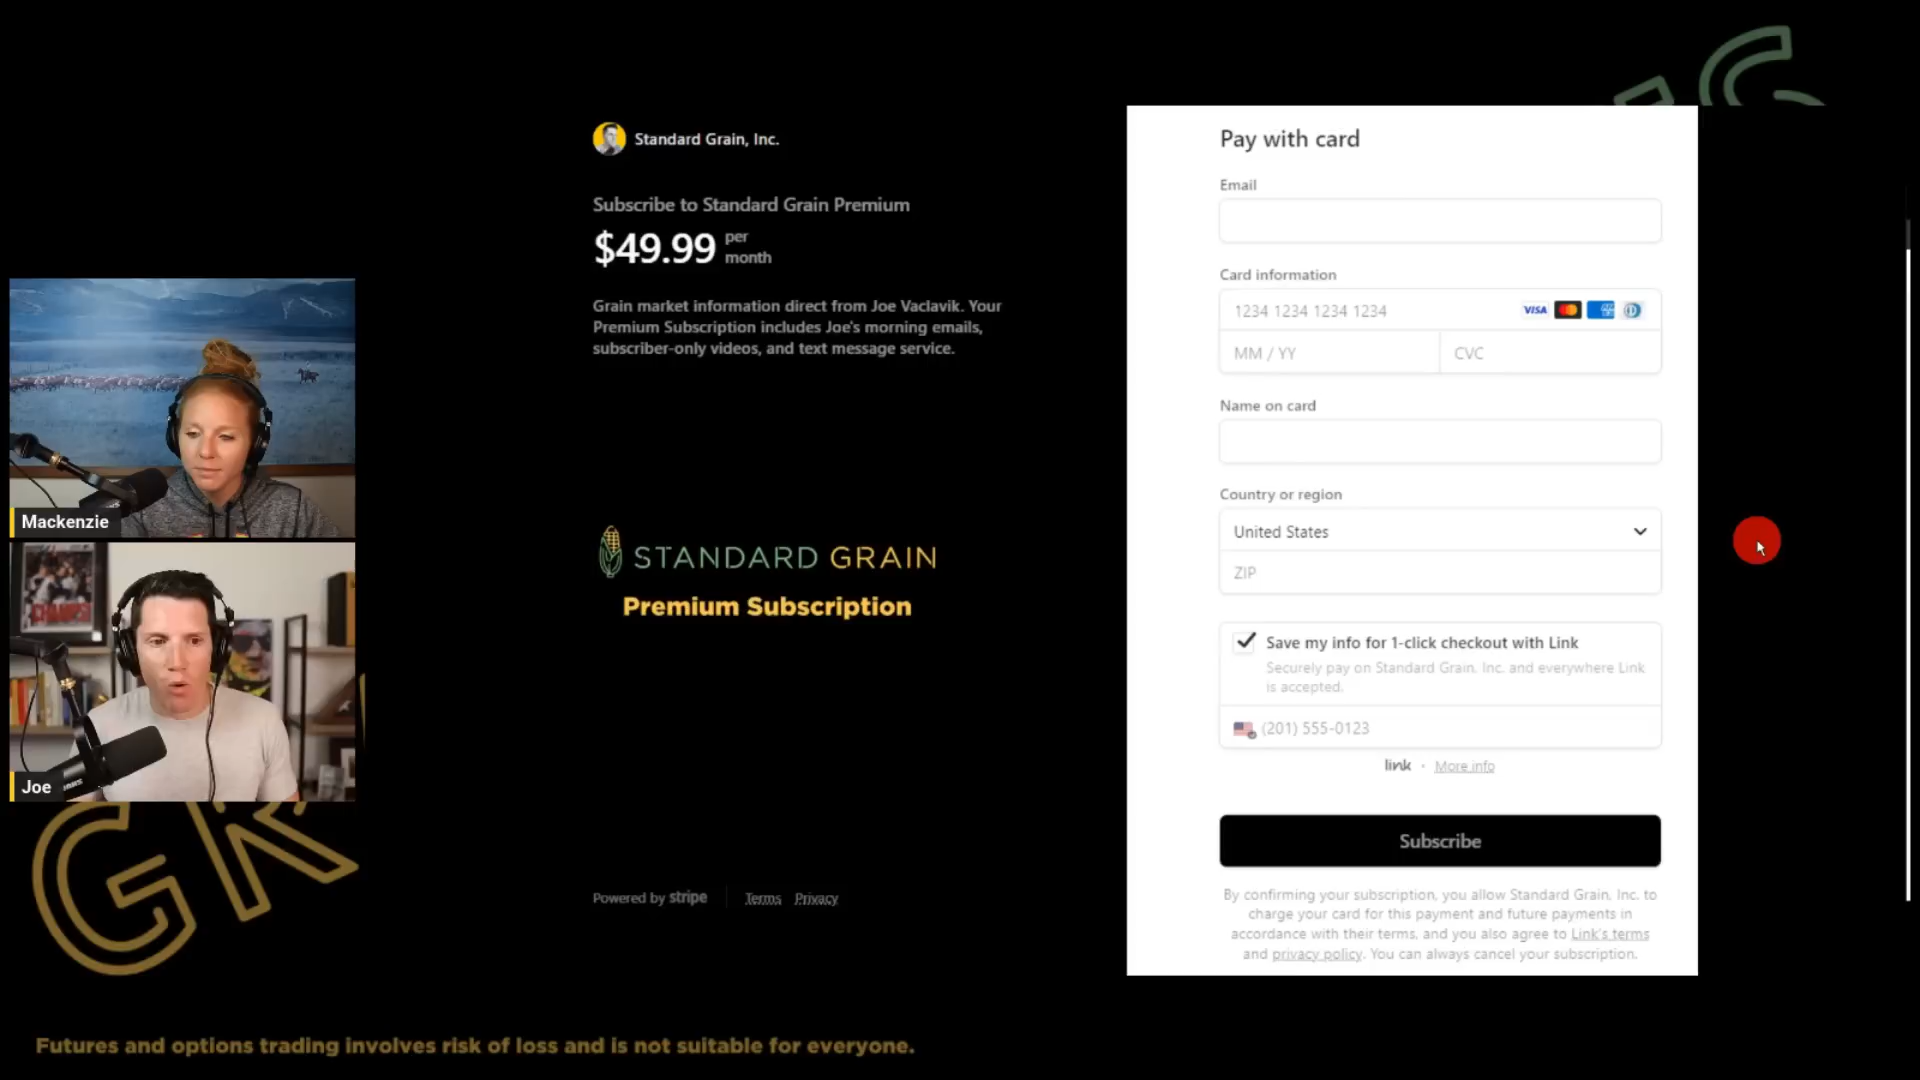 Standard Grain, Inc.
Subscribe to Standard Grain Premium
$49.99 per
month
Grain market information direct from Joe Vaclavik. Your
Premium Subscription includes Joe's morning emails,
subscriber-only videos, and text message service.
STANDARD GRAIN
Premium Subscription
Powered by stripe
Terms
Privacy
Pay with card
Email
Card information
1234 1234 1234 1234
VISA
MM / YY
CVC
Name on card
Country or region
United States
ZIP
Save my info for 1-click checkout with Link
Securely pay on Standard Grain, Inc. and everywhere Link
is accepted.
(201) 555-0123
link · More info
Subscribe
By confirming your subscription, you allow Standard Grain, Inc. to
charge your card for this payment and future payments in
accordance with their terms, and you also agree to Link's terms
and privacy policy. You can always cancel your subscription.
Mackenzie
Joe
GR
Futures and options trading involves risk of loss and is not suitable for everyone.